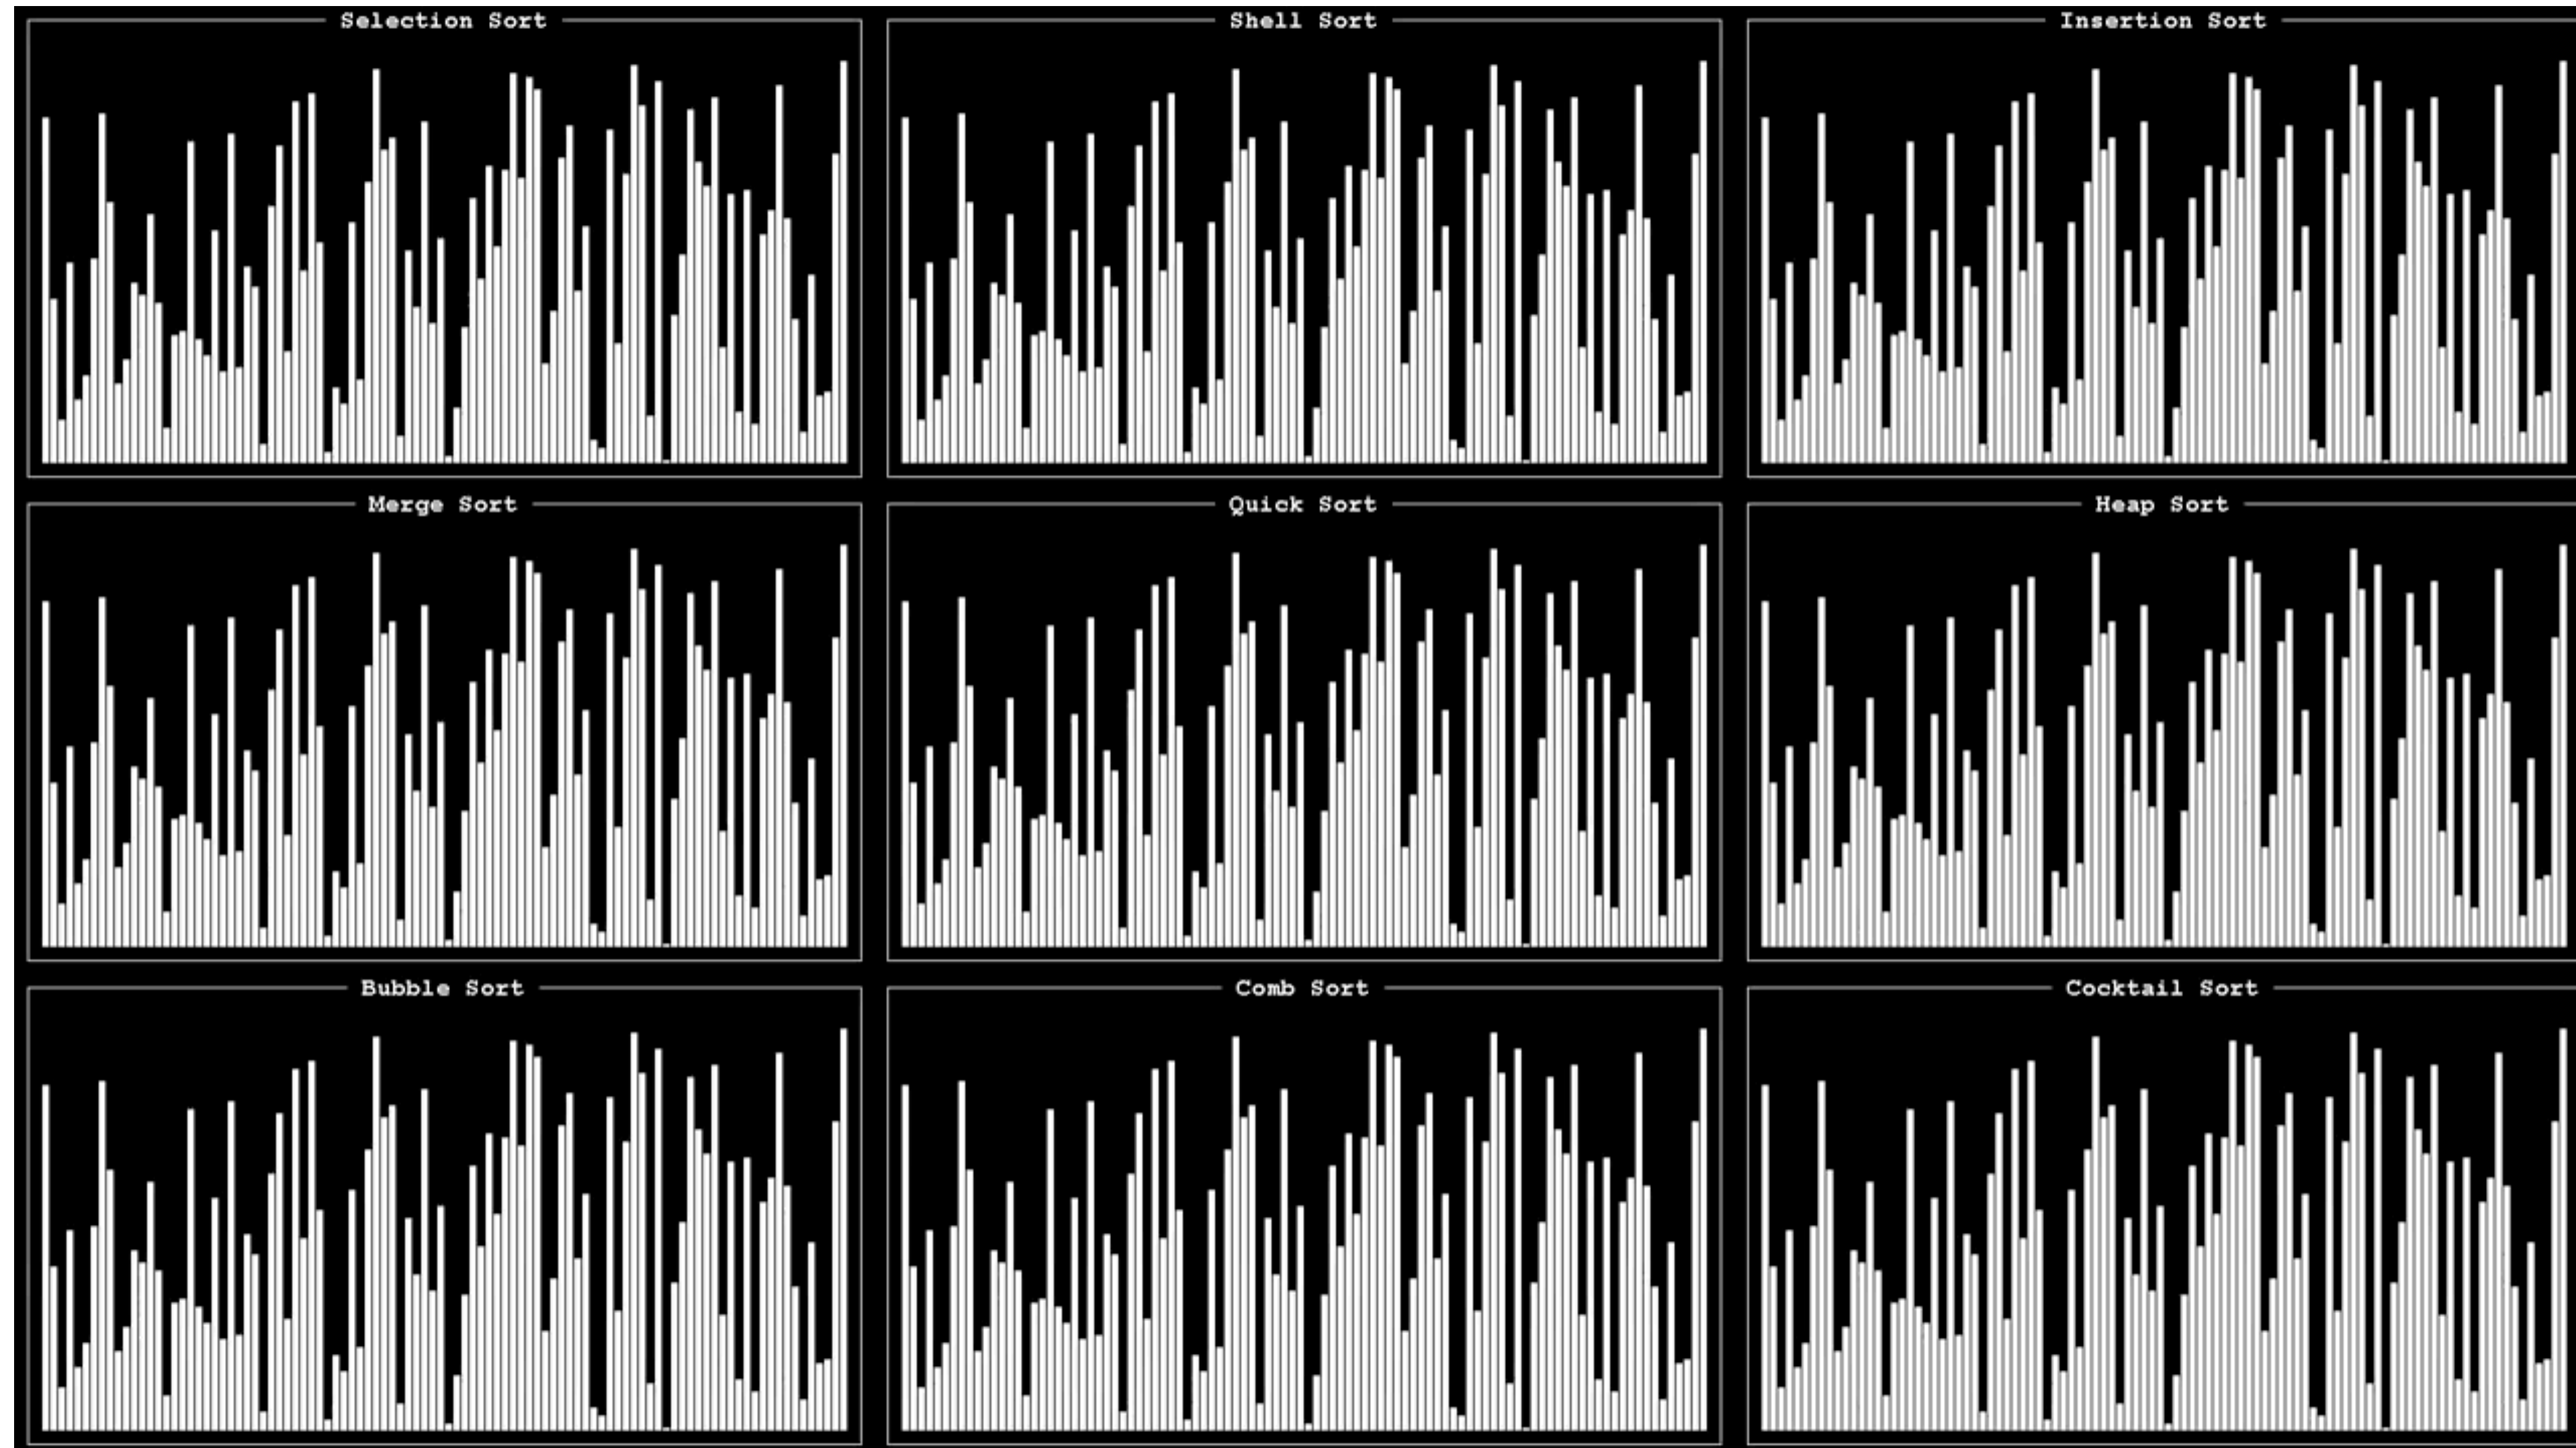 Selection Sort
Shell Sort
Insertion Sort
Merge Sort
Quick Sort
Heap Sort
Bubble Sort
Comb Sort
Cocktail Sort